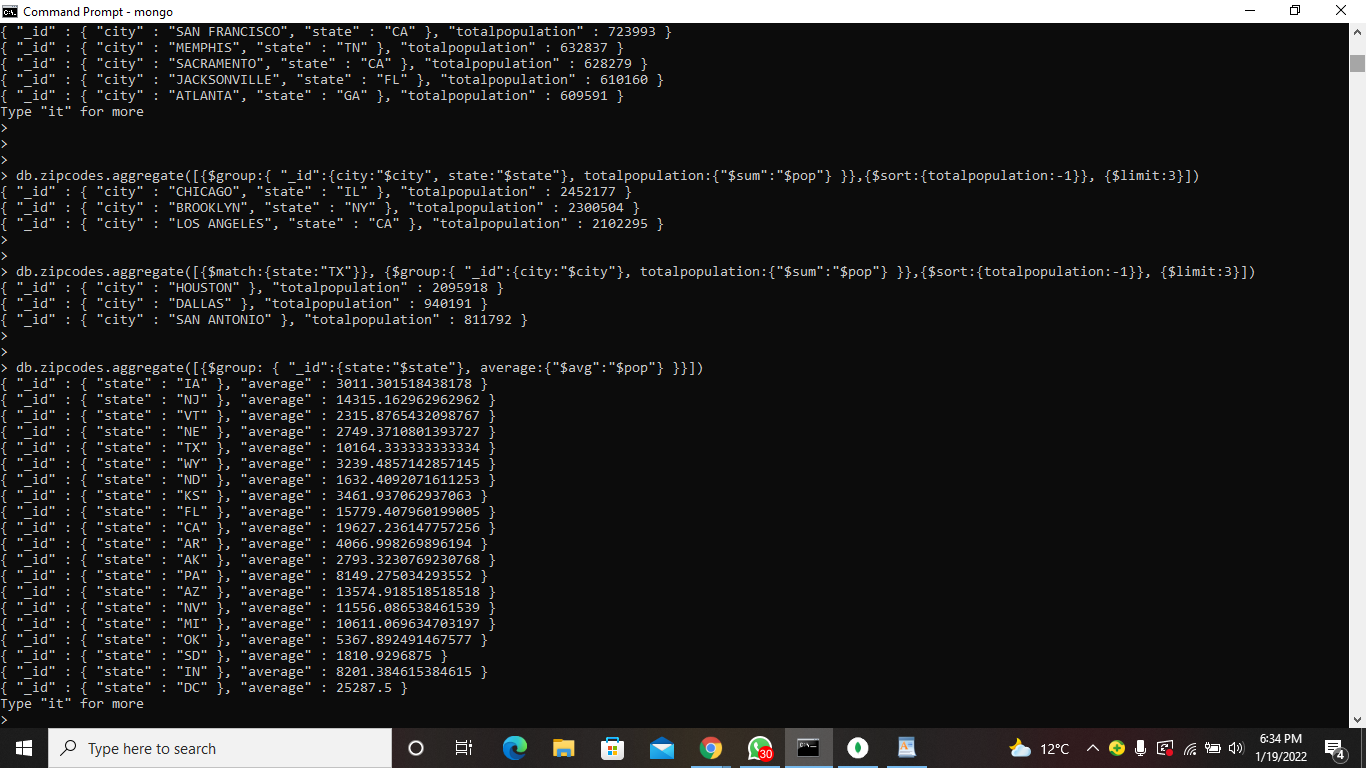 Command Prompt - mongo
{ "_id" : { "city" : "SAN FRANCISCO", "state" : "CA" }, "totalpopulation" : 723993 }
{ "_id" : { "city" : "MEMPHIS", "state" : "TN" }, "totalpopulation" : 632837 }
{ "_id" : { "city" : "SACRAMENTO", "state" : "CA" }, "totalpopulation" : 628279 }
{ "_id" : { "city" : "JACKSONVILLE", "state" : "FL" }, "totalpopulation" : 610160 }
{ "_id" : { "city" : "ATLANTA", "state" : "GA" }, "totalpopulation" : 609591 }
Type "it" for more
>
>
>
> db.zipcodes.aggregate([{$group:{ "_id":{city:"$city", state:"$state"}, totalpopulation:{"$sum":"$pop"} }},{$sort:{totalpopulation:-1}}, {$limit:3}])
{ "_id" : { "city" : "CHICAGO", "state" : "IL" }, "totalpopulation" : 2452177 }
{ "_id" : { "city" : "BROOKLYN", "state" : "NY" }, "totalpopulation" : 2300504 }
{ "_id" : { "city" : "LOS ANGELES", "state" : "CA" }, "totalpopulation" : 2102295 }
>
>
> db.zipcodes.aggregate([{$match:{state:"TX"}}, {$group:{ "_id":{city:"$city"}, totalpopulation:{"$sum":"$pop"} }},{$sort:{totalpopulation:-1}}, {$limit:3}])
{ "_id" : { "city" : "HOUSTON" }, "totalpopulation" : 2095918 }
{ "_id" : { "city" : "DALLAS" }, "totalpopulation" : 940191 }
{ "_id" : { "city" : "SAN ANTONIO" }, "totalpopulation" : 811792 }
>
>
> db.zipcodes.aggregate([{$group: { "_id":{state:"$state"}, average:{"$avg":"$pop"} }}])
{ "_id" : { "state" : "IA" }, "average" : 3011.301518438178 }
{ "_id" : { "state" : "NJ" }, "average" : 14315.162962962962 }
{ "_id" : { "state" : "VT" }, "average" : 2315.8765432098767 }
{ "_id" : { "state" : "NE" }, "average" : 2749.3710801393727 }
{ "_id" : { "state" : "TX" }, "average" : 10164.333333333334 }
{ "_id" : { "state" : "WY" }, "average" : 3239.4857142857145 }
{ "_id" : { "state" : "ND" }, "average" : 1632.4092071611253 }
{ "_id" : { "state" : "KS" }, "average" : 3461.937062937063 }
{ "_id" : { "state" : "FL" }, "average" : 15779.407960199005 }
{ "_id" : { "state" : "CA" }, "average" : 19627.236147757256 }
{ "_id" : { "state" : "AR" }, "average" : 4066.998269896194 }
{ "_id" : { "state" : "AK" }, "average" : 2793.3230769230768 }
{ "_id" : { "state" : "PA" }, "average" : 8149.275034293552 }
{ "_id" : { "state" : "AZ" }, "average" : 13574.918518518518 }
{ "_id" : { "state" : "NV" }, "average" : 11556.086538461539 }
{ "_id" : { "state" : "MI" }, "average" : 10611.069634703197 }
{ "_id" : { "state" : "OK" }, "average" : 5367.892491467577 }
{ "_id" : { "state" : "SD" }, "average" : 1810.9296875 }
{ "_id" : { "state" : "IN" }, "average" : 8201.384615384615 }
{ "_id" : { "state" : "DC" }, "average" : 25287.5 }
Type "it" for more
>
Type here to search
30
12°C
6:34 PM
1/19/2022
4